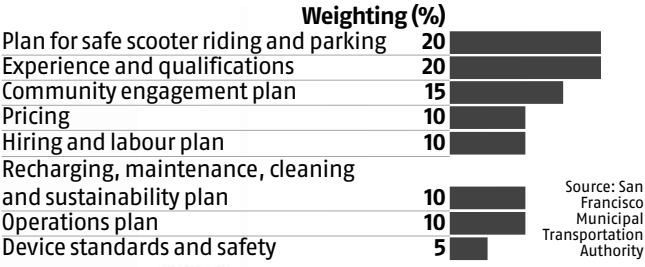 Weighting (%)
Plan for safe scooter riding and parking 20
Experience and qualifications 20
Community engagement plan 15
Pricing 10
Hiring and labour plan 10
Recharging, maintenance, cleaning
and sustainability plan 10
Operations plan 10
Device standards and safety 5
Source: San
Francisco
Municipal
Transportation
Authority